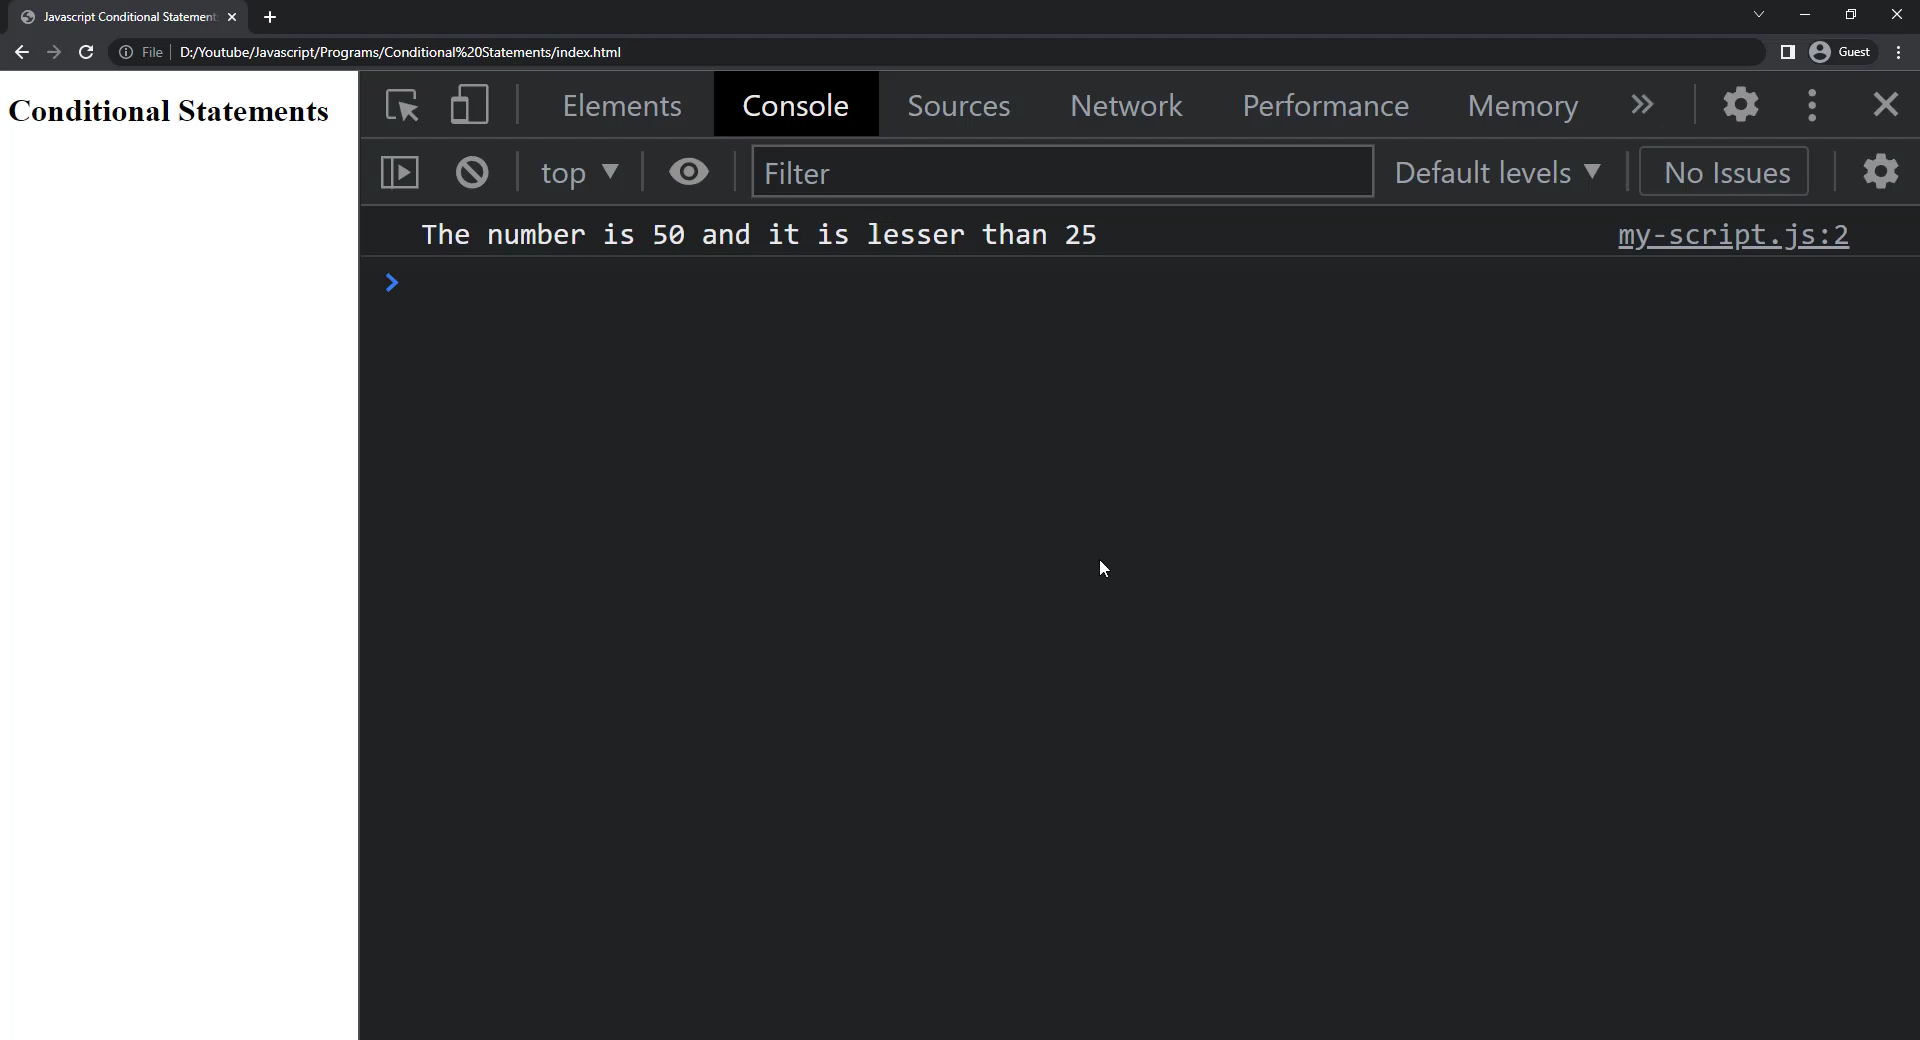 Javascript Conditional Statement
File D:/Youtube/Javascript/Programs/Conditional%20Statements/index.html
Guest
Conditional Statements
Elements Console Sources Network Performance Memory
top Filter Default levels No Issues
The number is 50 and it is lesser than 25 my-script.js:2